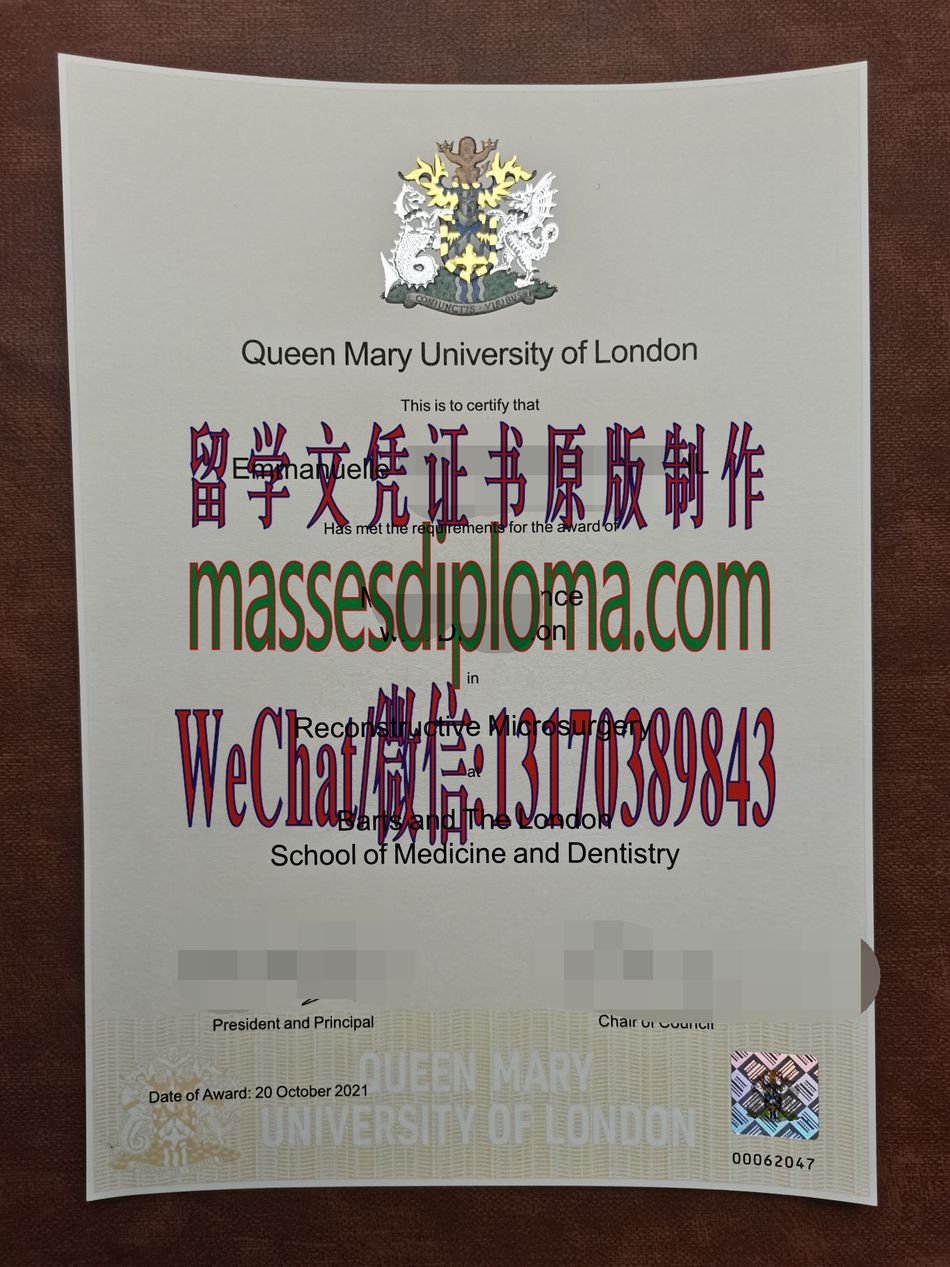 CONJUNCTIS · VIRIBUS
Queen Mary University of London
This is to certify that
留学文凭证书原版制作
Emmanuelle
Has met the requirements for the award of
massesdiploma.com
in
WeChat/微信:13170389843
Reconstructive Microsurgery
at
Barts and The London
School of Medicine and Dentistry
President and Principal
Chair of Council
QUEEN MARY
Date of Award: 20 October 2021
UNIVERSITY OF LONDON
00062047